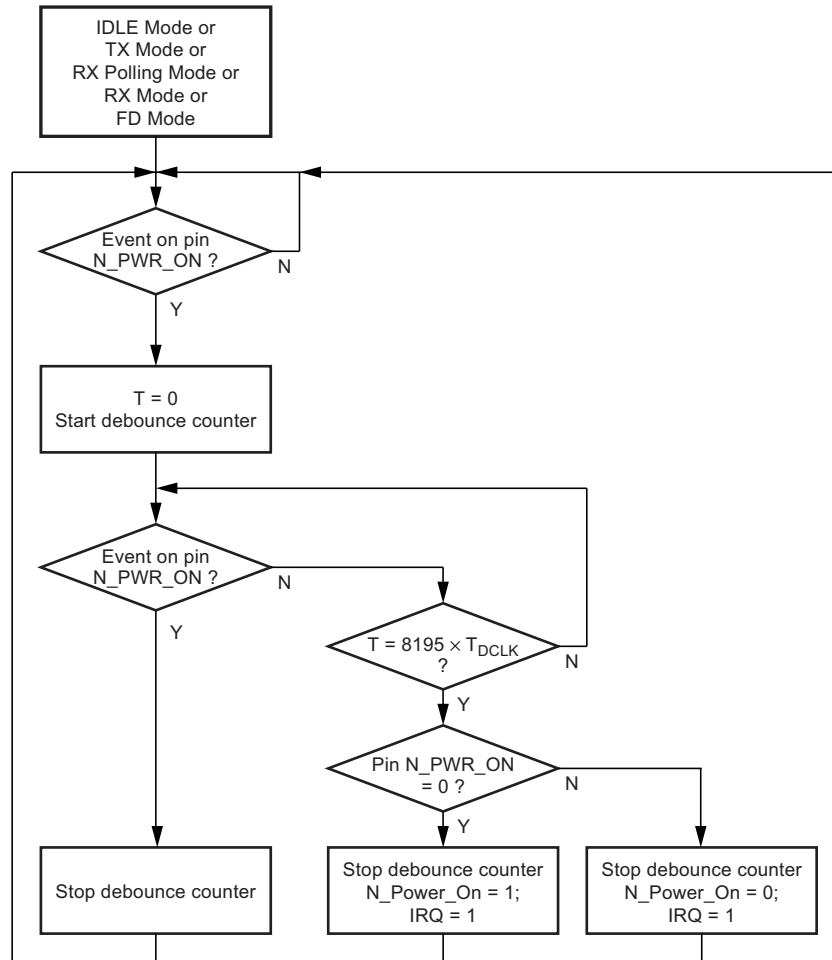 IDLE Mode or
TX Mode or
RX Polling Mode or
RX Mode or
FD Mode
Event on pin
N_PWR_ON ?
N
Y
T = 0
Start debounce counter
Event on pin
N_PWR_ON ?
N
Y
T = 8195 × TDCLK
?
N
Y
Pin N_PWR_ON
= 0 ?
N
Y
Stop debounce counter
Stop debounce counter
N_Power_On = 1;
IRQ = 1
Stop debounce counter
N_Power_On = 0;
IRQ = 1